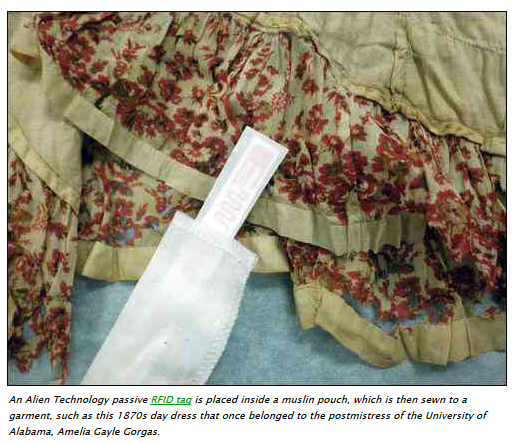 An Alien Technology passive RFID tag is placed inside a muslin pouch, which is then sewn to a
garment, such as this 1870s day dress that once belonged to the postmistress of the University of
Alabama, Amelia Gayle Gorgas.